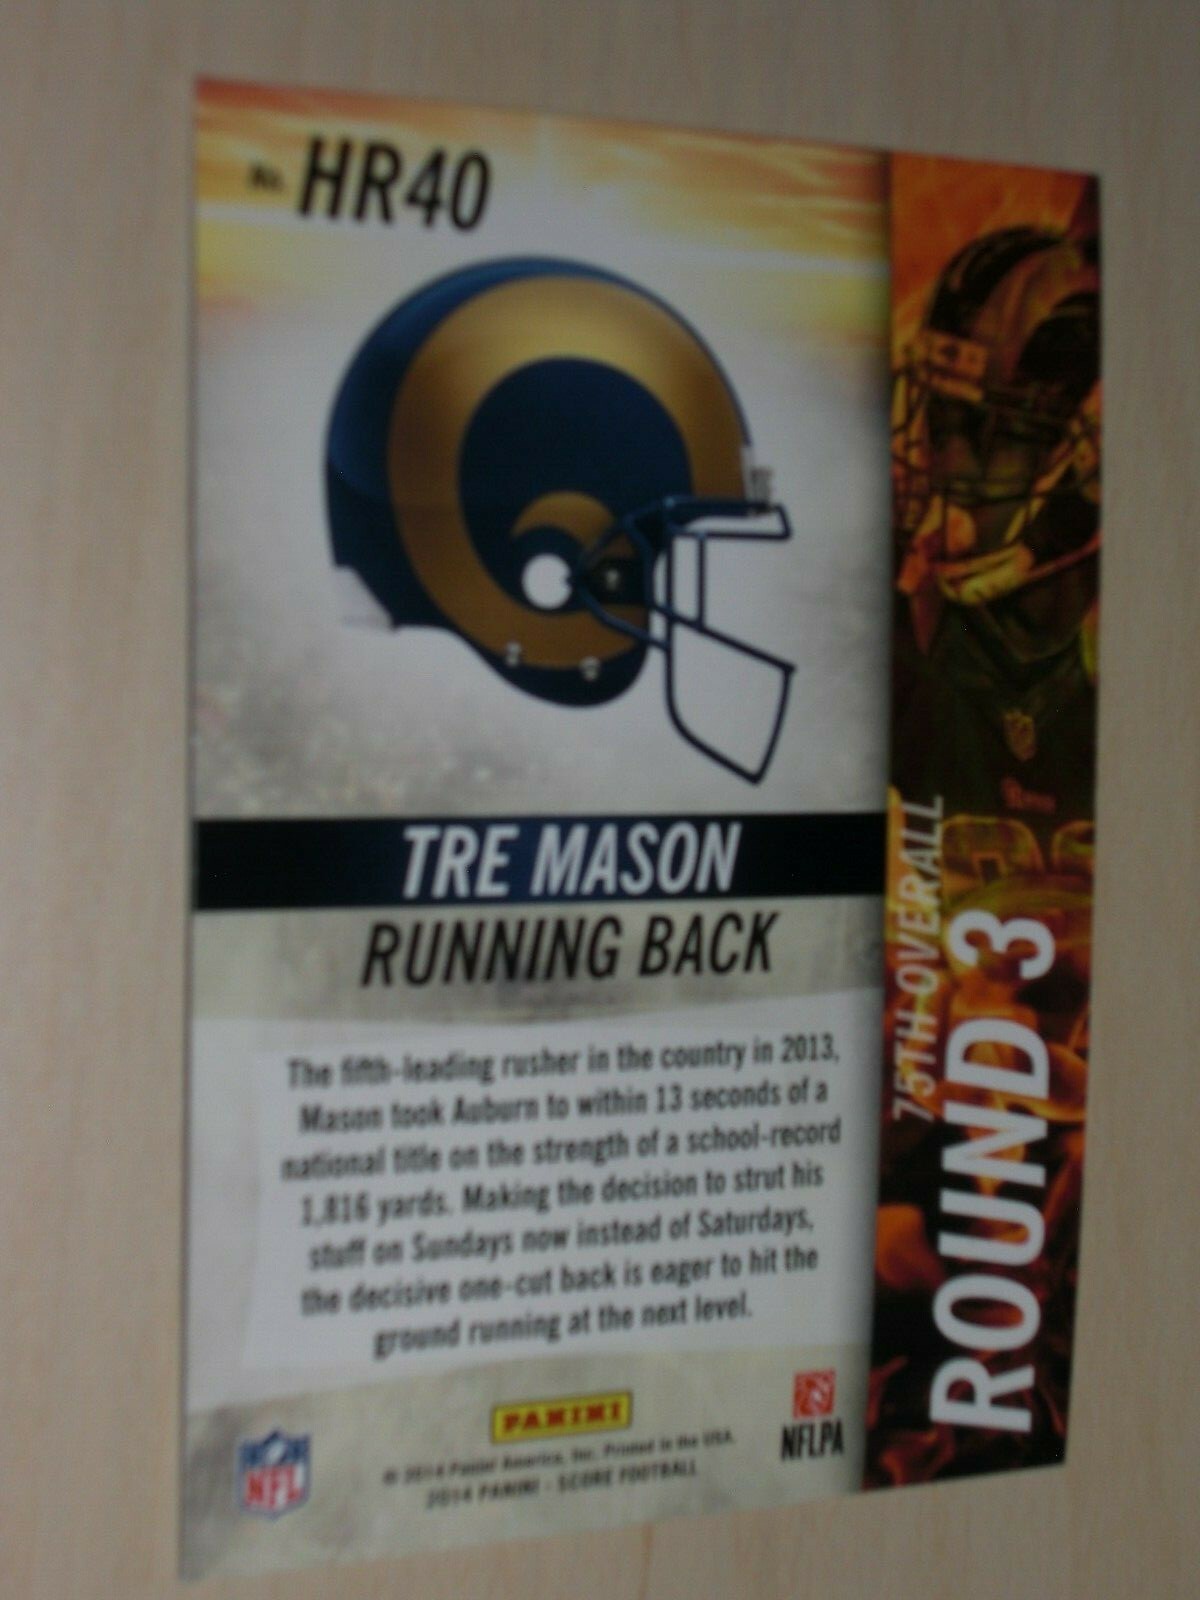 No. HR40
TRE MASON
RUNNING BACK
The fifth-leading rusher in the country in 2013,
Mason took Auburn to within 13 seconds of a
national title on the strength of a school-record
1,816 yards. Making the decision to strut his
stuff on Sundays now instead of Saturdays,
the decisive one-cut back is eager to hit the
ground running at the next level.
PANINI
© 2014 Panini America, Inc. Printed in the USA.
2014 PANINI - SCORE FOOTBALL
NFL
NFLPA
75TH OVERALL
ROUND 3